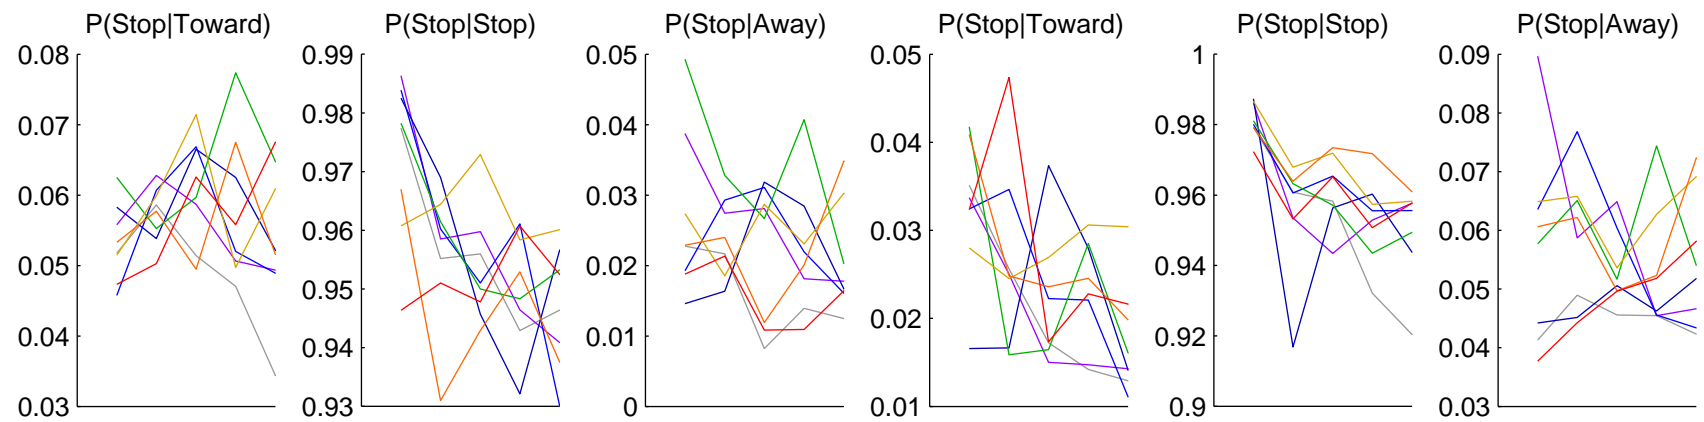 P(Stop|Toward) P(Stop|Stop) P(Stop|Away) P(Stop|Toward) P(Stop|Stop) P(Stop|Away)
0.08 0.99 0.05 0.05 1 0.09
0.07 0.98 0.04 0.04 0.98 0.08
0.06 0.97 0.03 0.03 0.96 0.07
0.05 0.96 0.02 0.02 0.94 0.06
0.04 0.95 0.01 0.01 0.92 0.05
0.03 0.94 0 0.9 0.04
0.93 0.03